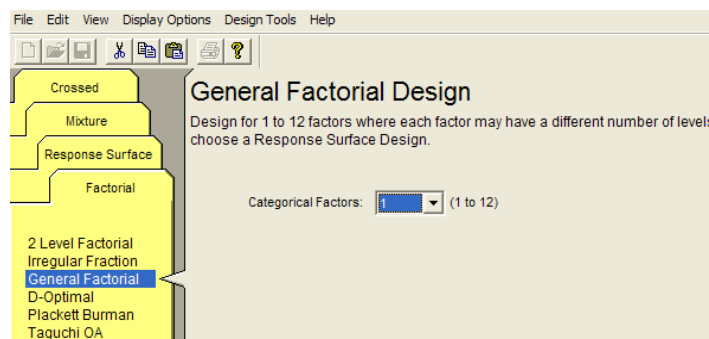 File Edit View Display Options Design Tools Help
Crossed
Mixture
Response Surface
Factorial
2 Level Factorial
Irregular Fraction
General Factorial
D-Optimal
Plackett Burman
Taguchi OA
General Factorial Design
Design for 1 to 12 factors where each factor may have a different number of levels
choose a Response Surface Design.
Categorical Factors: 1 (1 to 12)